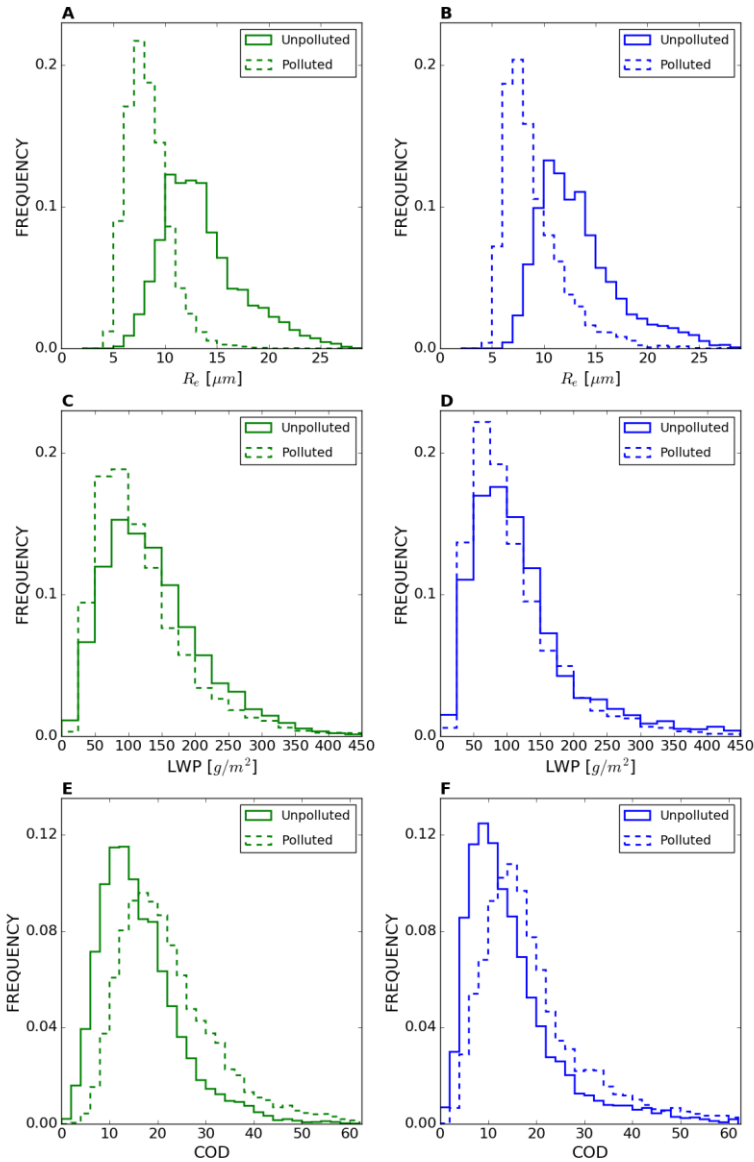 A
Unpolluted
Polluted
FREQUENCY
0.2
0.1
0.0
0 5 10 15 20 25
R_e [μm]
B
Unpolluted
Polluted
FREQUENCY
0.2
0.1
0.0
0 5 10 15 20 25
R_e [μm]
C
Unpolluted
Polluted
FREQUENCY
0.2
0.1
0.0
0 50 100 150 200 250 300 350 400 450
LWP [g/m²]
D
Unpolluted
Polluted
FREQUENCY
0.2
0.1
0.0
0 50 100 150 200 250 300 350 400 450
LWP [g/m²]
E
Unpolluted
Polluted
FREQUENCY
0.12
0.08
0.04
0.00
0 10 20 30 40 50 60
COD
F
Unpolluted
Polluted
FREQUENCY
0.12
0.08
0.04
0.00
0 10 20 30 40 50 60
COD